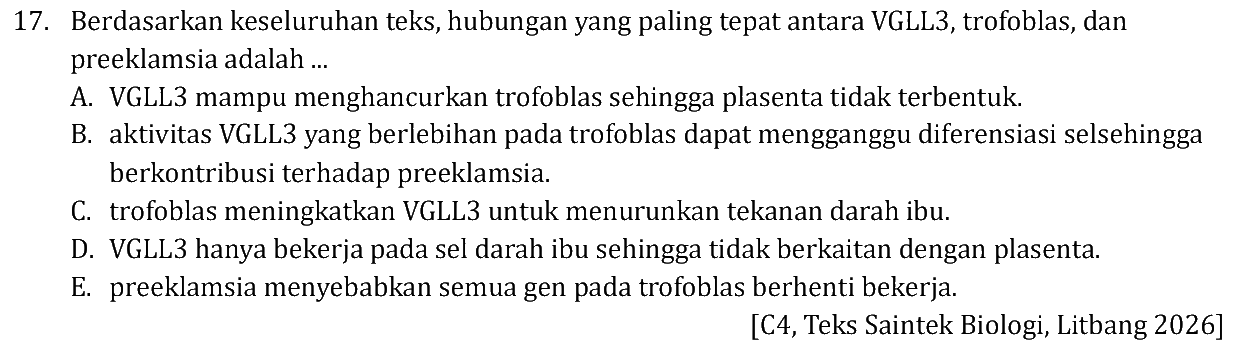 17. Berdasarkan keseluruhan teks, hubungan yang paling tepat antara VGLL3, trofoblas, dan
preeklamsia adalah ...
A. VGLL3 mampu menghancurkan trofoblas sehingga plasenta tidak terbentuk.
B. aktivitas VGLL3 yang berlebihan pada trofoblas dapat mengganggu diferensiasi selsehingga
berkontribusi terhadap preeklamsia.
C. trofoblas meningkatkan VGLL3 untuk menurunkan tekanan darah ibu.
D. VGLL3 hanya bekerja pada sel darah ibu sehingga tidak berkaitan dengan plasenta.
E. preeklamsia menyebabkan semua gen pada trofoblas berhenti bekerja.
[C4, Teks Saintek Biologi, Litbang 2026]